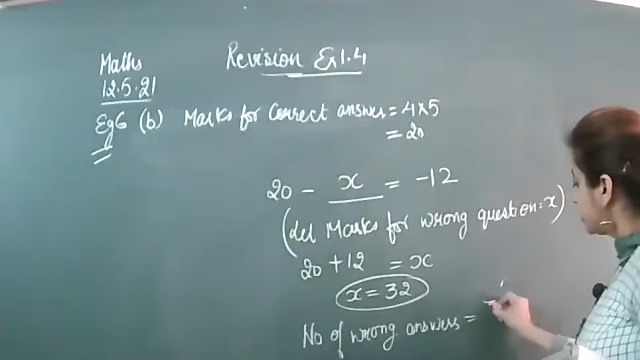 Maths
Revision Ex 1.4
12.5.21
Eg6 (b) Marks for Correct answer = 4×5
= 20
20 - x = -12
(let Marks for wrong question = x)
20 + 12 = x
x = 32
No of wrong answers =